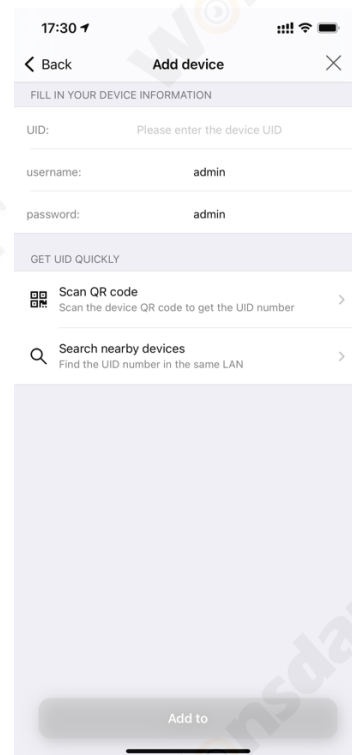 17:30
Back
Add device
FILL IN YOUR DEVICE INFORMATION
UID: Please enter the device UID
username: admin
password: admin
GET UID QUICKLY
Scan QR code
Scan the device QR code to get the UID number
Search nearby devices
Find the UID number in the same LAN
Add to